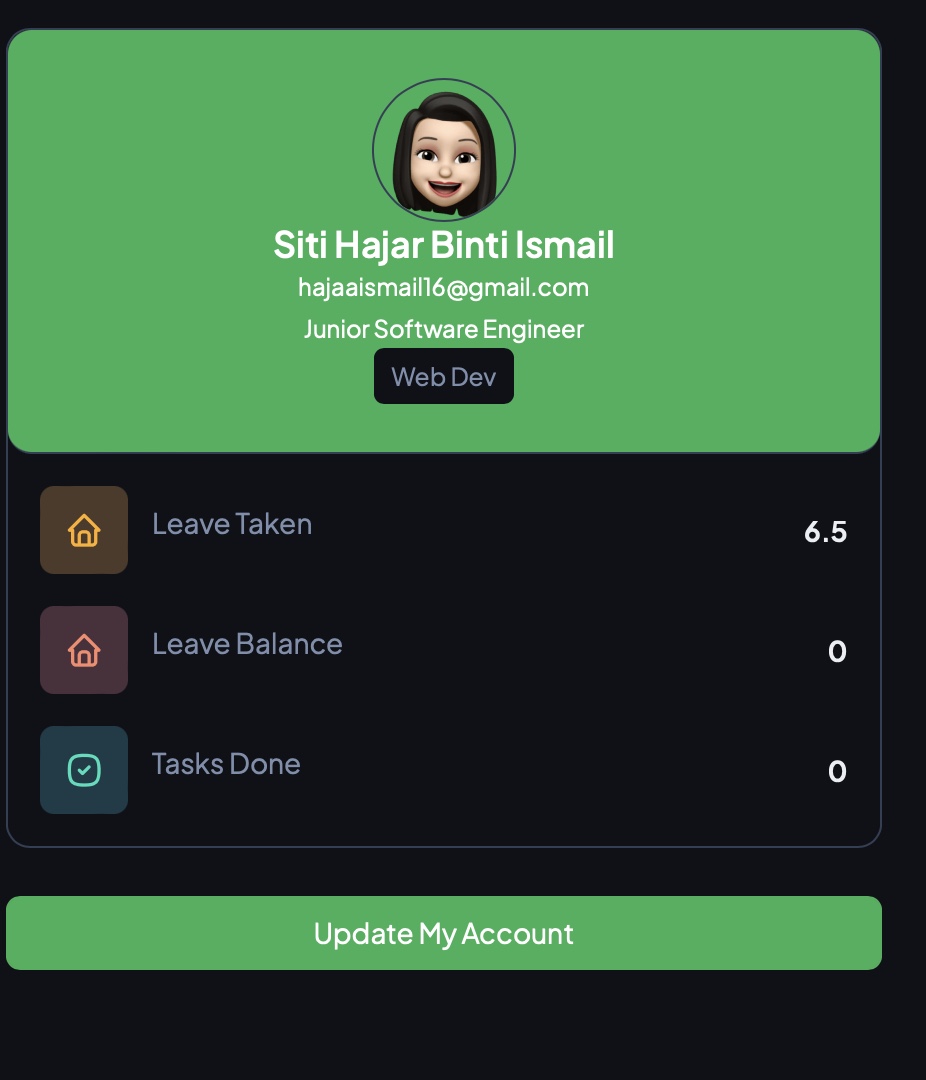 Siti Hajar Binti Ismail
hajaaismail16@gmail.com
Junior Software Engineer
Web Dev
Leave Taken 6.5
Leave Balance 0
Tasks Done 0
Update My Account